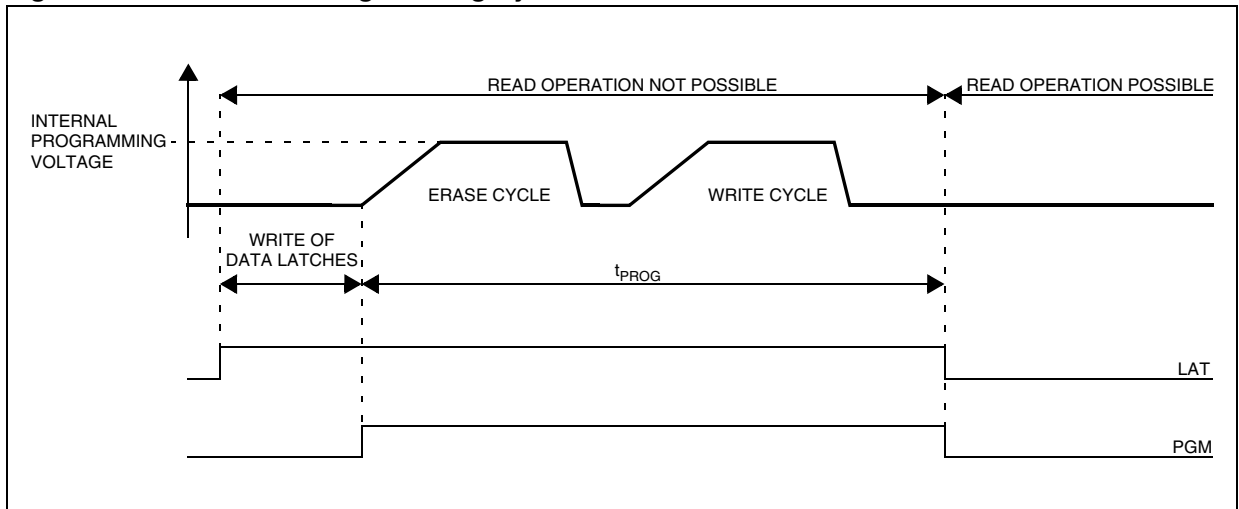 READ OPERATION NOT POSSIBLE
READ OPERATION POSSIBLE
INTERNAL
PROGRAMMING
VOLTAGE
ERASE CYCLE
WRITE CYCLE
WRITE OF
DATA LATCHES
tPROG
LAT
PGM